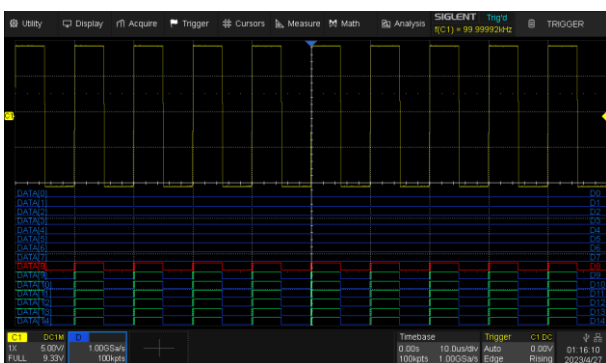 Utility Display Acquire Trigger Cursors Measure Math Analysis SIGLENT Trig'd TRIGGER
f(C1) = 99.99992kHz
C1
DATA[0] D0
DATA[1] D1
DATA[2] D2
DATA[3] D3
DATA[4] D4
DATA[5] D5
DATA[6] D6
DATA[7] D7
DATA[8] D8
DATA[9] D9
DATA[10] D10
DATA[11] D11
DATA[12] D12
DATA[13] D13
DATA[14] D14
C1 DC1M D Timebase Trigger C1 DC
1X 5.00V/ 1.00GSa/s 0.00s 10.0us/div Auto 0.00V 01:16:10
FULL 9.33V 100kpts 100kpts 1.00GSa/s Edge Rising 2023/4/27